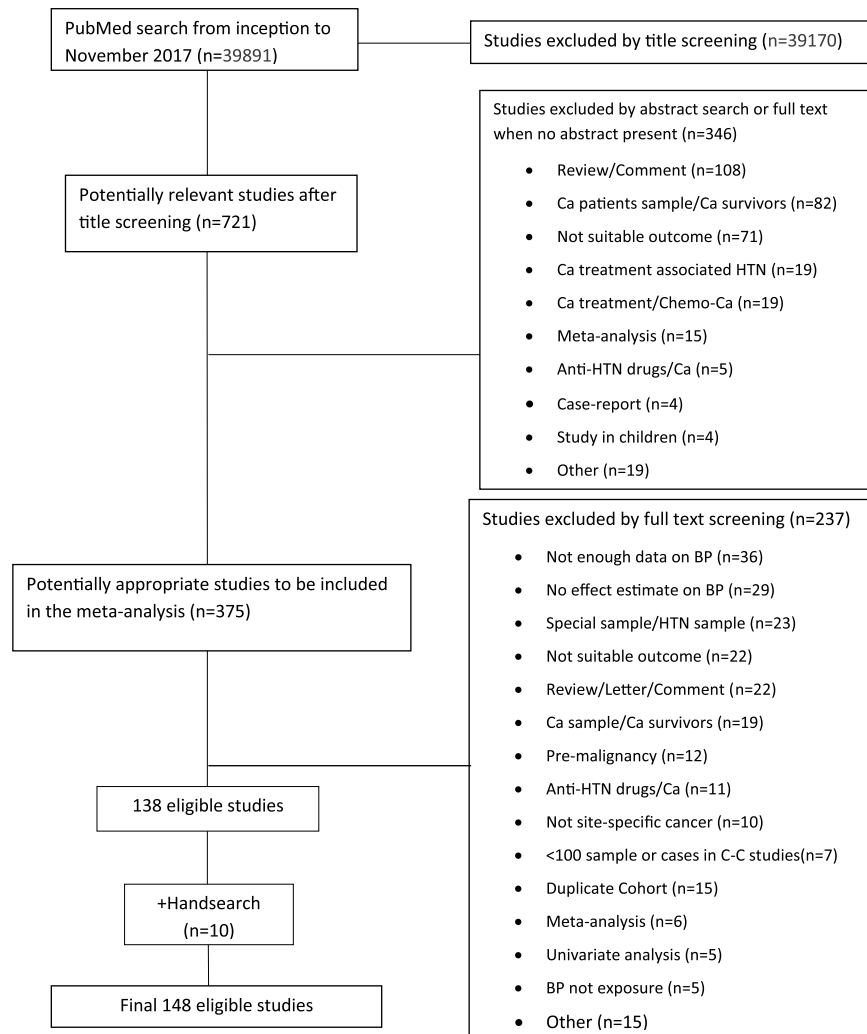 PubMed search from inception to
November 2017 (n=39891)
Studies excluded by title screening (n=39170)
Studies excluded by abstract search or full text
when no abstract present (n=346)
• Review/Comment (n=108)
• Ca patients sample/Ca survivors (n=82)
• Not suitable outcome (n=71)
• Ca treatment associated HTN (n=19)
• Ca treatment/Chemo-Ca (n=19)
• Meta-analysis (n=15)
• Anti-HTN drugs/Ca (n=5)
• Case-report (n=4)
• Study in children (n=4)
• Other (n=19)
Potentially relevant studies after
title screening (n=721)
Studies excluded by full text screening (n=237)
• Not enough data on BP (n=36)
• No effect estimate on BP (n=29)
• Special sample/HTN sample (n=23)
• Not suitable outcome (n=22)
• Review/Letter/Comment (n=22)
• Ca sample/Ca survivors (n=19)
• Pre-malignancy (n=12)
• Anti-HTN drugs/Ca (n=11)
• Not site-specific cancer (n=10)
• <100 sample or cases in C-C studies(n=7)
• Duplicate Cohort (n=15)
• Meta-analysis (n=6)
• Univariate analysis (n=5)
• BP not exposure (n=5)
• Other (n=15)
Potentially appropriate studies to be included
in the meta-analysis (n=375)
138 eligible studies
+Handsearch
(n=10)
Final 148 eligible studies